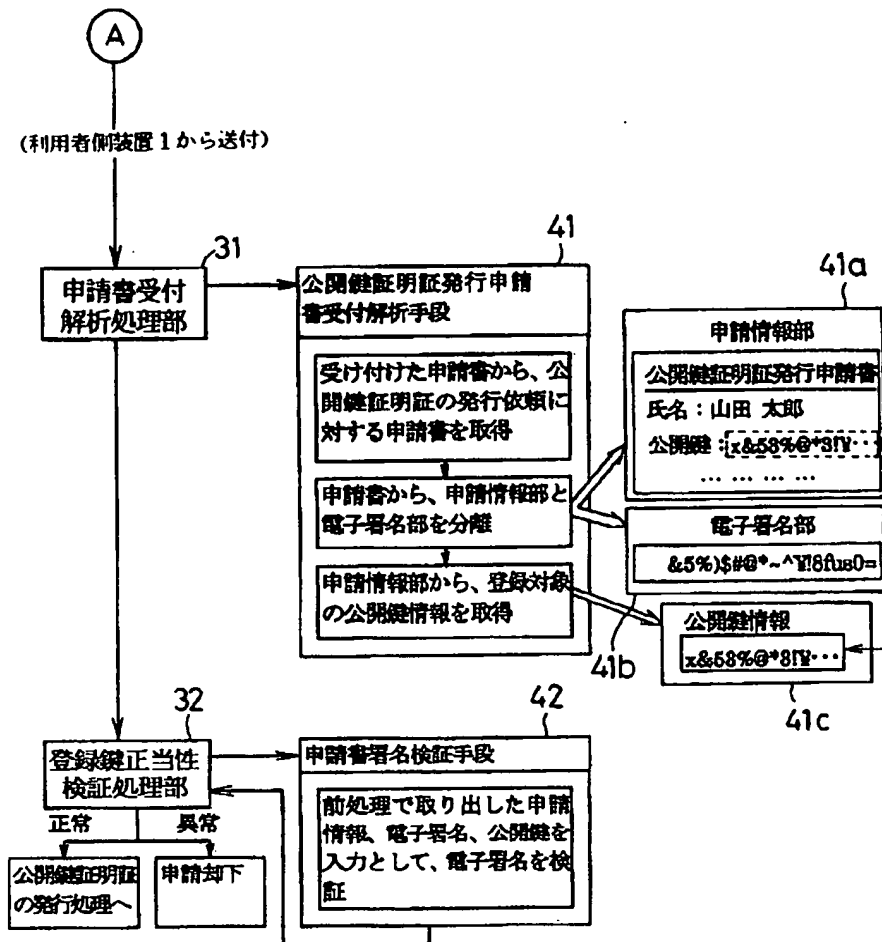 A
(利用者側装置1から送付)
31
申請書受付
解析処理部
41
公開鍵証明証発行申請
書受付解析手段
受け付けた申請書から、公
開鍵証明証の発行依頼に
対する申請書を取得
申請書から、申請情報部と
電子署名部を分離
申請情報部から、登録対象
の公開鍵情報を取得
41a
申請情報部
公開鍵証明証発行申請書
氏名:山田 太郎
公開鍵:x&53%@*3!¥…
… … … …
電子署名部
&5%)$#@*~^¥!8fus0=
41b
公開鍵情報
x&53%@*3!¥…
41c
32
登録鍵正当性
検証処理部
正常
異常
公開鍵証明証
の発行処理へ
申請却下
42
申請書署名検証手段
前処理で取り出した申請
情報、電子署名、公開鍵を
入力として、電子署名を検
証